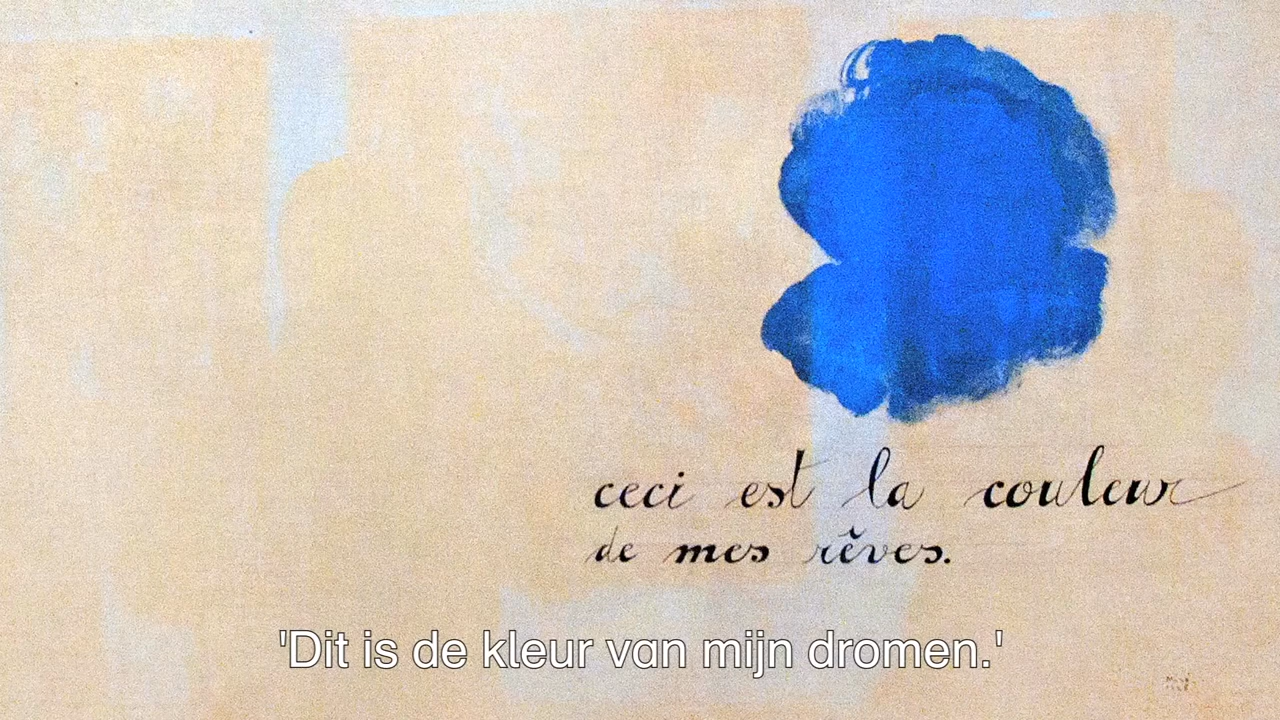 ceci est la couleur
de mes rêves.
'Dit is de kleur van mijn dromen.'